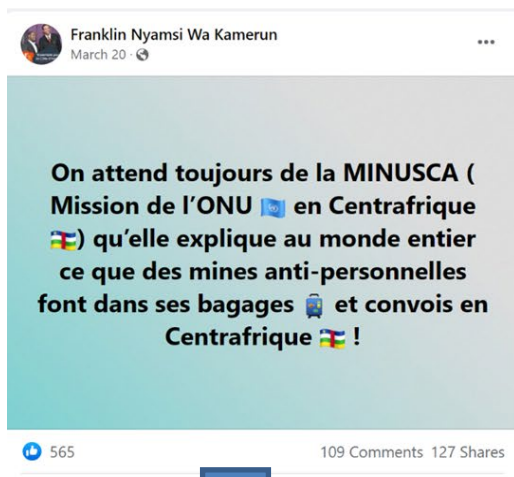 Franklin Nyamsi Wa Kamerun
March 20 ·
On attend toujours de la MINUSCA (
Mission de l’ONU 🇺🇳 en Centrafrique
🇨🇫) qu’elle explique au monde entier
ce que des mines anti-personnelles
font dans ses bagages 🧳 et convois en
Centrafrique 🇨🇫 !
565
109 Comments 127 Shares